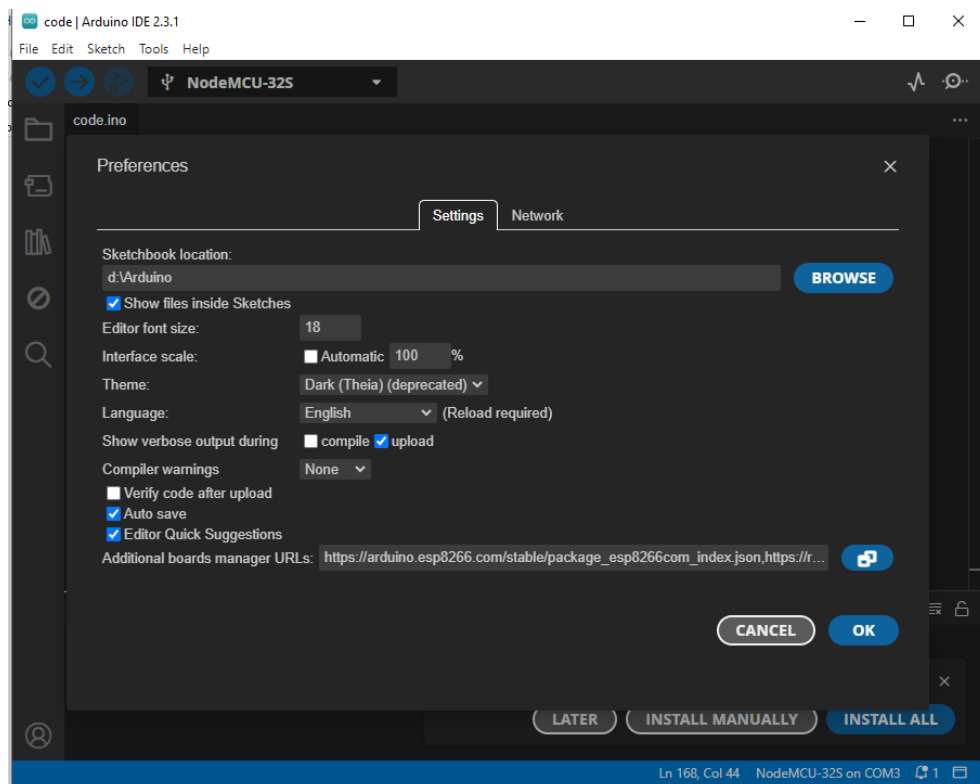 code | Arduino IDE 2.3.1
File Edit Sketch Tools Help
NodeMCU-32S
code.ino
Preferences
Settings Network
Sketchbook location:
d:\Arduino
BROWSE
Show files inside Sketches
Editor font size: 18
Interface scale: Automatic 100 %
Theme: Dark (Theia) (deprecated)
Language: English (Reload required)
Show verbose output during compile upload
Compiler warnings None
Verify code after upload
Auto save
Editor Quick Suggestions
Additional boards manager URLs: https://arduino.esp8266.com/stable/package_esp8266com_index.json,https://r...
CANCEL OK
LATER INSTALL MANUALLY INSTALL ALL
Ln 168, Col 44 NodeMCU-32S on COM3 1